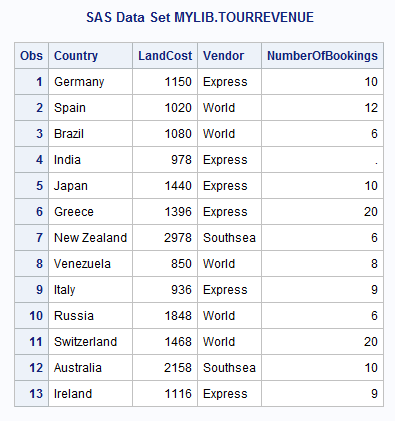 SAS Data Set MYLIB.TOURREVENUE
Obs Country LandCost Vendor NumberOfBookings
1 Germany 1150 Express 10
2 Spain 1020 World 12
3 Brazil 1080 World 6
4 India 978 Express .
5 Japan 1440 Express 10
6 Greece 1396 Express 20
7 New Zealand 2978 Southsea 6
8 Venezuela 850 World 8
9 Italy 936 Express 9
10 Russia 1848 World 6
11 Switzerland 1468 World 20
12 Australia 2158 Southsea 10
13 Ireland 1116 Express 9